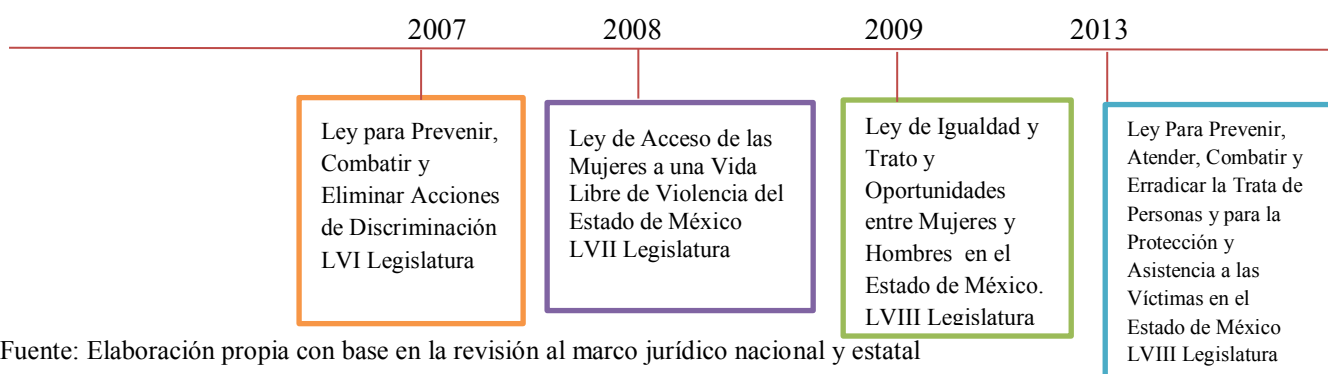 2007
2008
2009
2013
Ley para Prevenir,
Combatir y
Eliminar Acciones
de Discriminación
LVI Legislatura
Ley de Acceso de las
Mujeres a una Vida
Libre de Violencia del
Estado de México
LVII Legislatura
Ley de Igualdad y
Trato y
Oportunidades
entre Mujeres y
Hombres en el
Estado de México.
LVIII Legislatura
Ley Para Prevenir,
Atender, Combatir y
Erradicar la Trata de
Personas y para la
Protección y
Asistencia a las
Víctimas en el
Estado de México
LVIII Legislatura
Fuente: Elaboración propia con base en la revisión al marco jurídico nacional y estatal